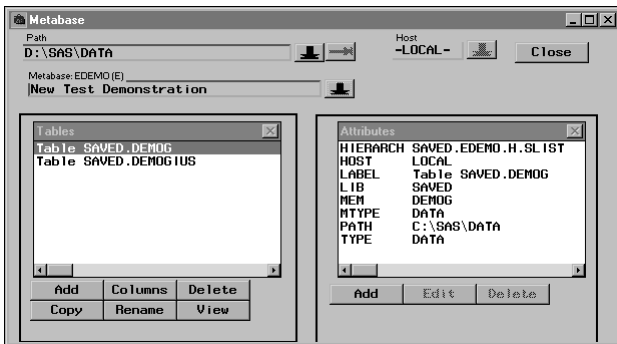 Metabase
Path
Host
D:\SAS\DATA
-LOCAL-
Close
Metabase: EDEMO (E)
New Test Demonstration
Tables
Table SAVED.DEMOG
Table SAVED.DEMOGIUS
Add Columns Delete
Copy Rename View
Attributes
HIERARCH SAVED.EDEMO.H.SLIST
HOST LOCAL
LABEL Table SAVED.DEMOG
LIB SAVED
MEM DEMOG
MTYPE DATA
PATH C:\SAS\DATA
TYPE DATA
Add Edit Delete